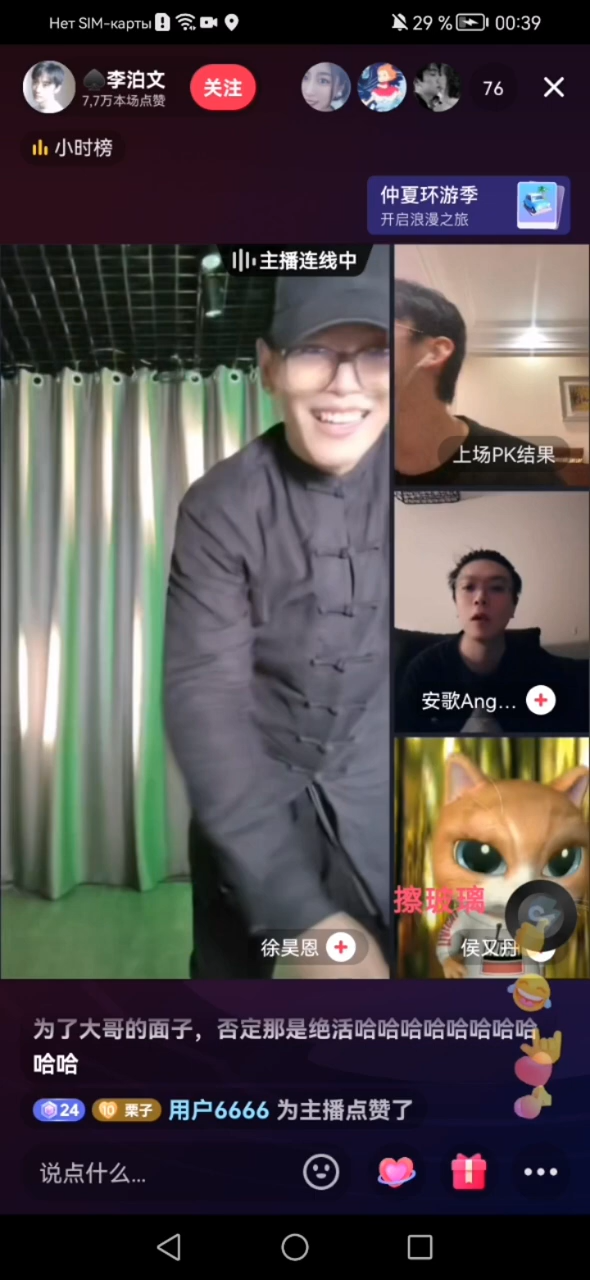 Нет SIM-карты
29 %
00:39
♠李泊文
7,7万本场点赞
关注
76
小时榜
仲夏环游季
开启浪漫之旅
主播连线中
上场PK结果
安歌Ang...
擦玻璃
徐昊恩
侯又丹
为了大哥的面子，否定那是绝活哈哈哈哈哈哈哈哈
哈哈
24 10 栗子 用户6666 为主播点赞了
说点什么...